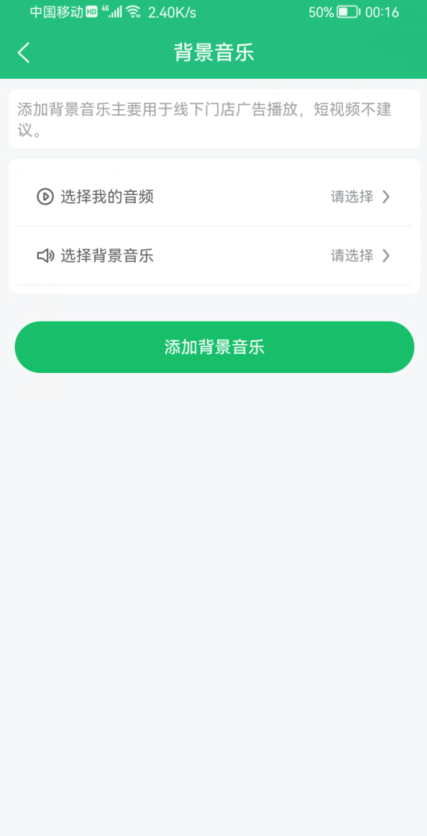 中国移动 HD 4G 2.40K/s 50% 00:16
背景音乐
添加背景音乐主要用于线下门店广告播放，短视频不建
议。
选择我的音频 请选择
选择背景音乐 请选择
添加背景音乐